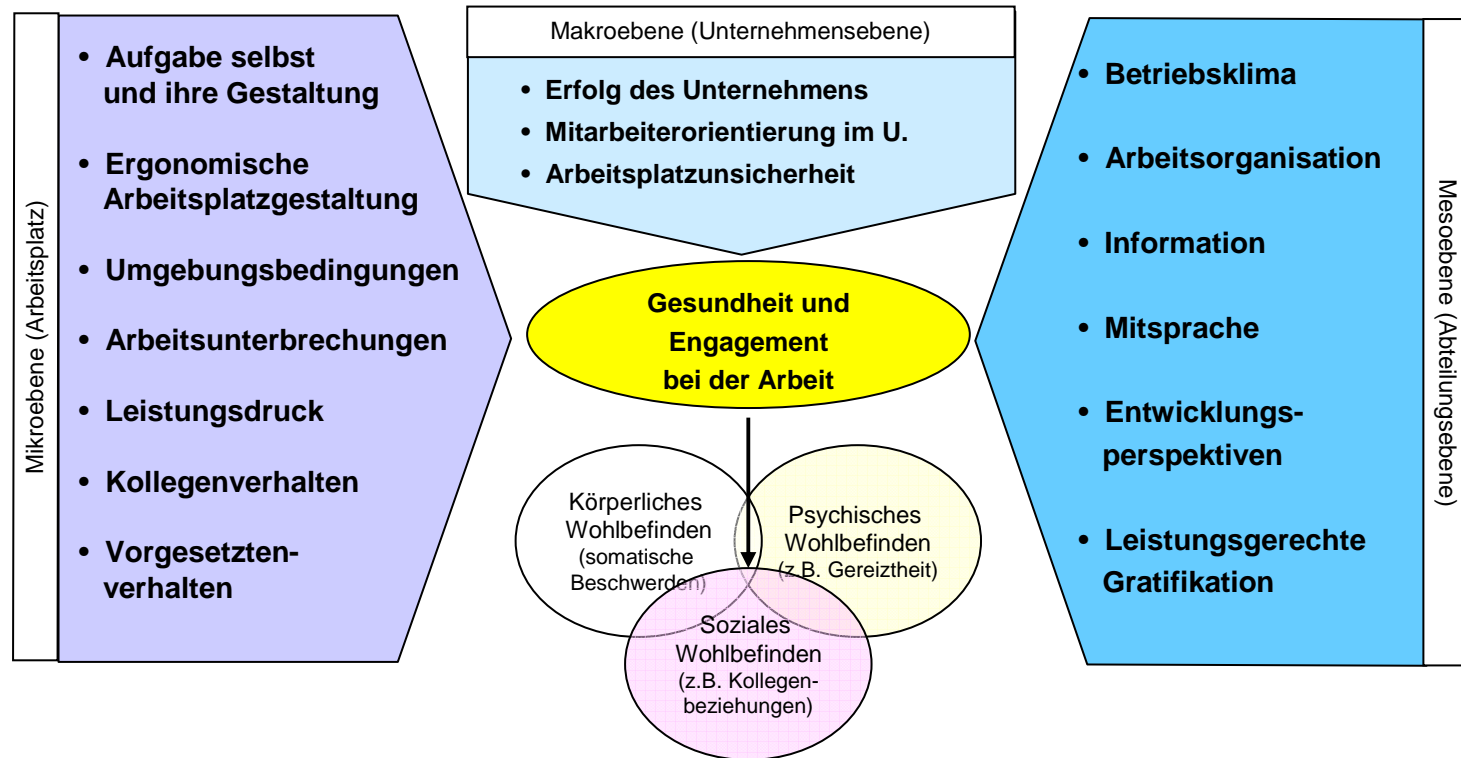 Mikroebene (Arbeitsplatz)
• Aufgabe selbst
und ihre Gestaltung
• Ergonomische
Arbeitsplatzgestaltung
• Umgebungsbedingungen
• Arbeitsunterbrechungen
• Leistungsdruck
• Kollegenverhalten
• Vorgesetzten-
verhalten
Makroebene (Unternehmensebene)
• Erfolg des Unternehmens
• Mitarbeiterorientierung im U.
• Arbeitsplatzunsicherheit
Gesundheit und
Engagement
bei der Arbeit
Körperliches
Wohlbefinden
(somatische
Beschwerden)
Psychisches
Wohlbefinden
(z.B. Gereiztheit)
Soziales
Wohlbefinden
(z.B. Kollegen-
beziehungen)
• Betriebsklima
• Arbeitsorganisation
• Information
• Mitsprache
• Entwicklungs-
perspektiven
• Leistungsgerechte
Gratifikation
Mesoebene (Abteilungsebene)